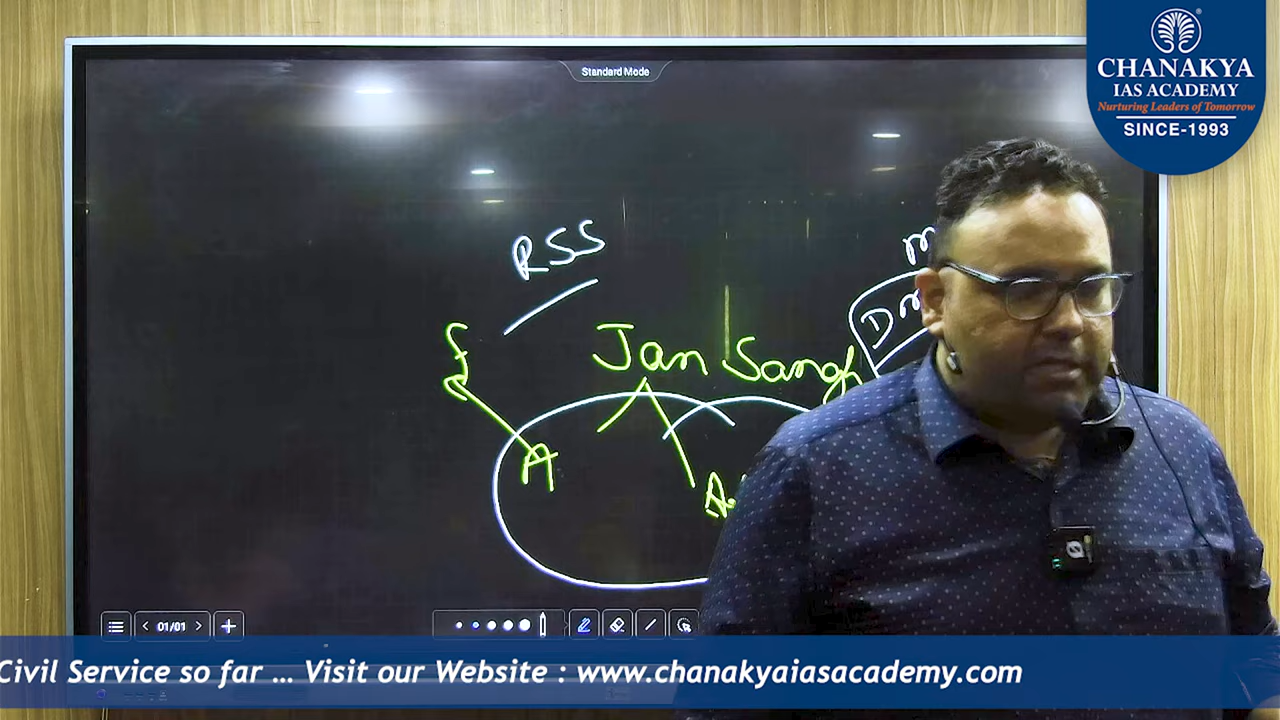 Standard Mode
CHANAKYA
IAS ACADEMY
Nurturing Leaders of Tomorrow
SINCE-1993
RSS
Jan Sangh
A
01/01
Civil Service so far ... Visit our Website : www.chanakyaiasacademy.com